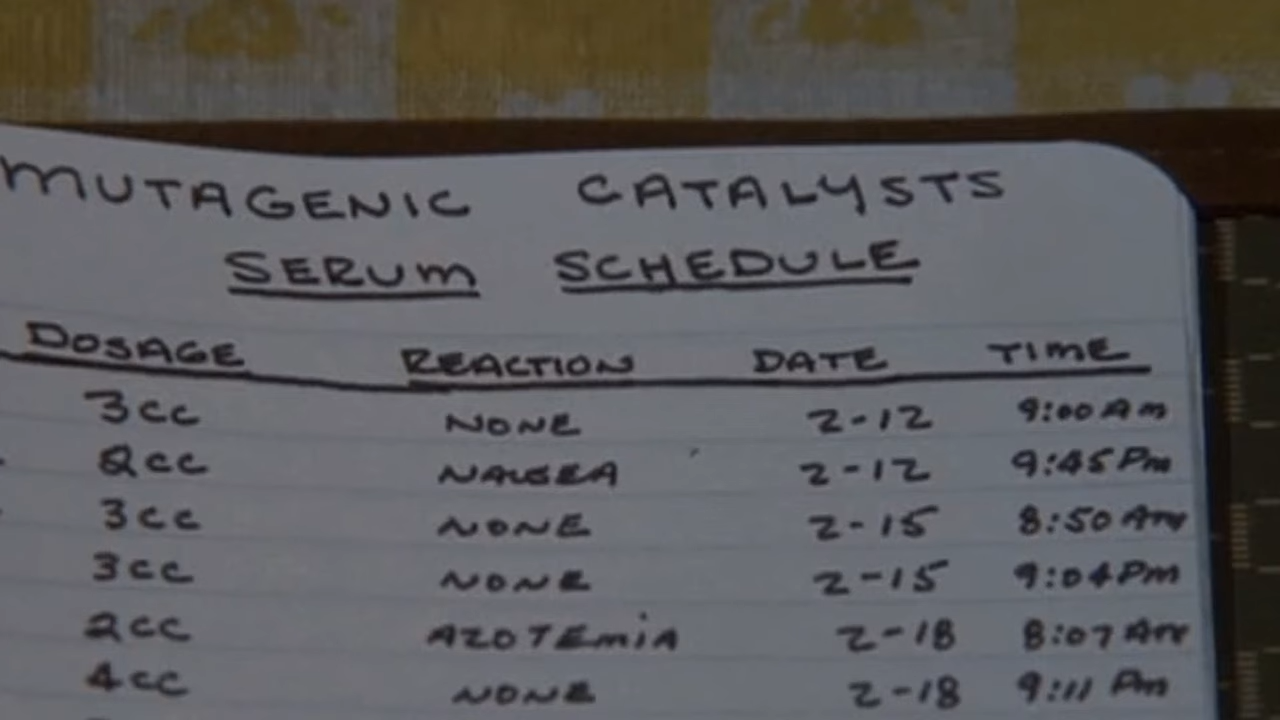 MUTAGENIC CATALYSTS
SERUM SCHEDULE
DOSAGE REACTION DATE TIME
3cc NONE 2-12 9:00 AM
2cc NAUSEA 2-12 9:45 PM
3cc NONE 2-15 8:50 AM
3cc NONE 2-15 9:04 PM
2cc AZOTEMIA 2-18 8:07 AM
4cc NONE 2-18 9:11 PM